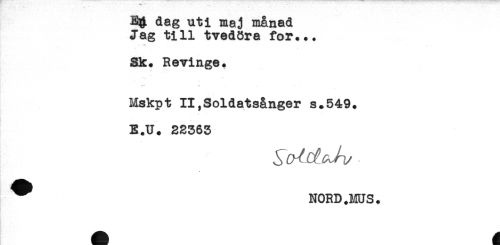 En dag uti maj månad
Jag till tvedöra for...
Sk. Revinge.
Mskpt II,Soldatsånger s.549.
E.U. 22363
Soldatv
NORD.MUS.